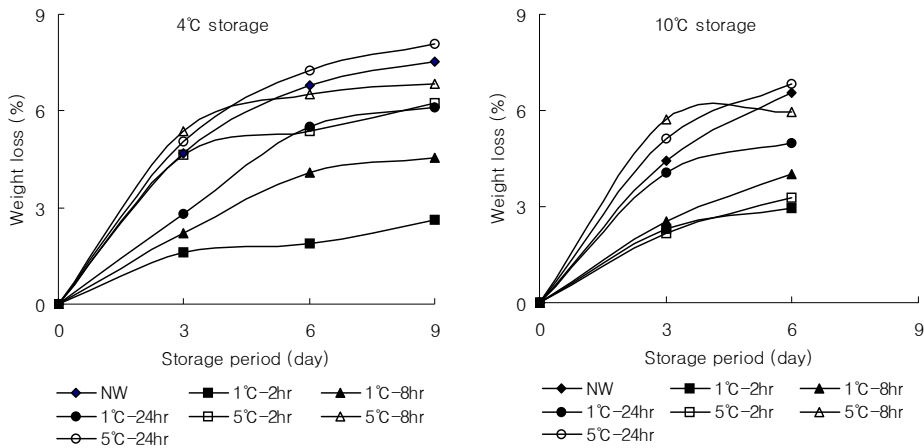 4℃ storage
9
6
3
0
Weight loss (%)
0 3 6 9
Storage period (day)
NW 1℃-2hr 1℃-8hr
1℃-24hr 5℃-2hr 5℃-8hr
5℃-24hr
10℃ storage
9
6
3
0
Weight loss (%)
0 3 6 9
Storage period (day)
NW 1℃-2hr 1℃-8hr
1℃-24hr 5℃-2hr 5℃-8hr
5℃-24hr